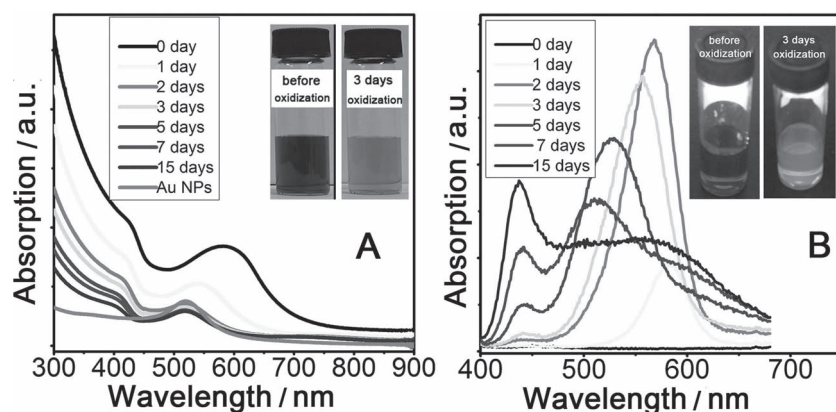 0 day
1 day
2 days
3 days
5 days
7 days
15 days
Au NPs
before
oxidization
3 days
oxidization
A
Absorption / a.u.
300 400 500 600 700 800 900
Wavelength / nm
0 day
1 day
2 days
3 days
5 days
7 days
15 days
before
oxidization
3 days
oxidization
B
Absorption / a.u.
400 500 600 700
Wavelength / nm